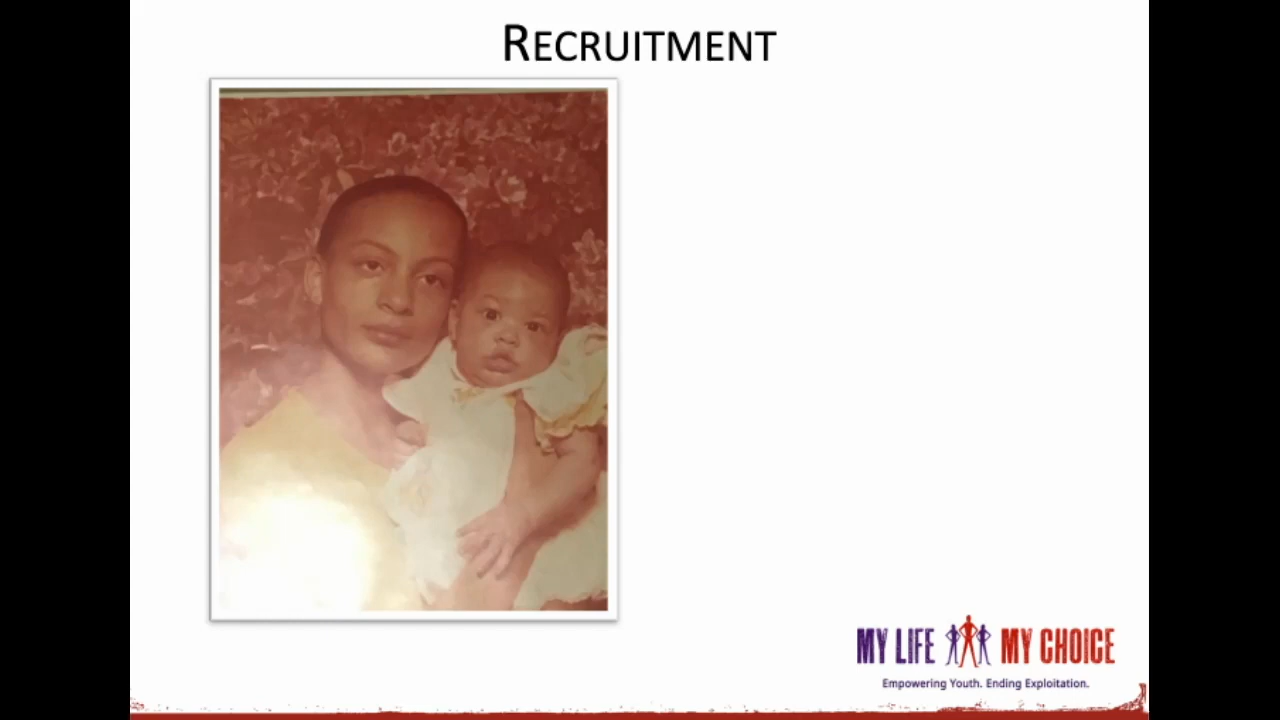 RECRUITMENT
MY LIFE MY CHOICE
Empowering Youth. Ending Exploitation.